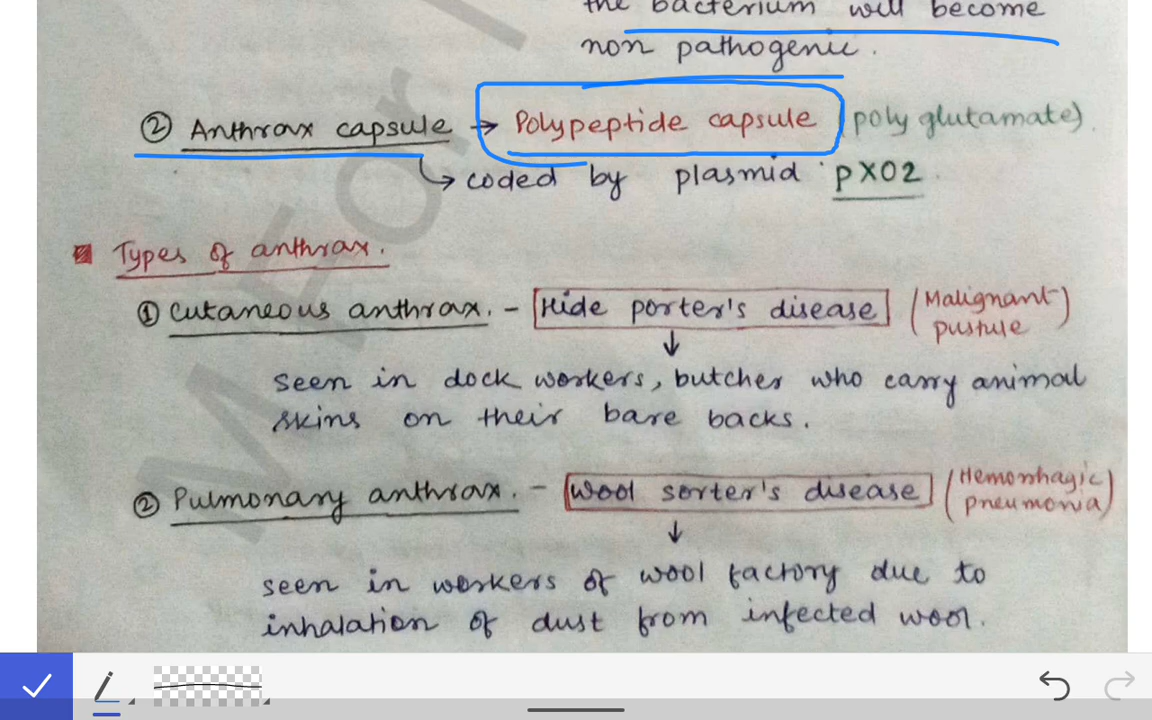 the bacterium will become
non pathogenic.
② Anthrax capsule → Polypeptide capsule (poly glutamate)
↳ coded by plasmid pXO2.
Types of anthrax.
① Cutaneous anthrax. - Hide porter's disease (Malignant pustule)
↓
seen in dock workers, butcher who carry animal
skins on their bare backs.
② Pulmonary anthrax. - Wool sorter's disease (Hemorrhagic pneumonia)
↓
seen in workers of wool factory due to
inhalation of dust from infected wool.